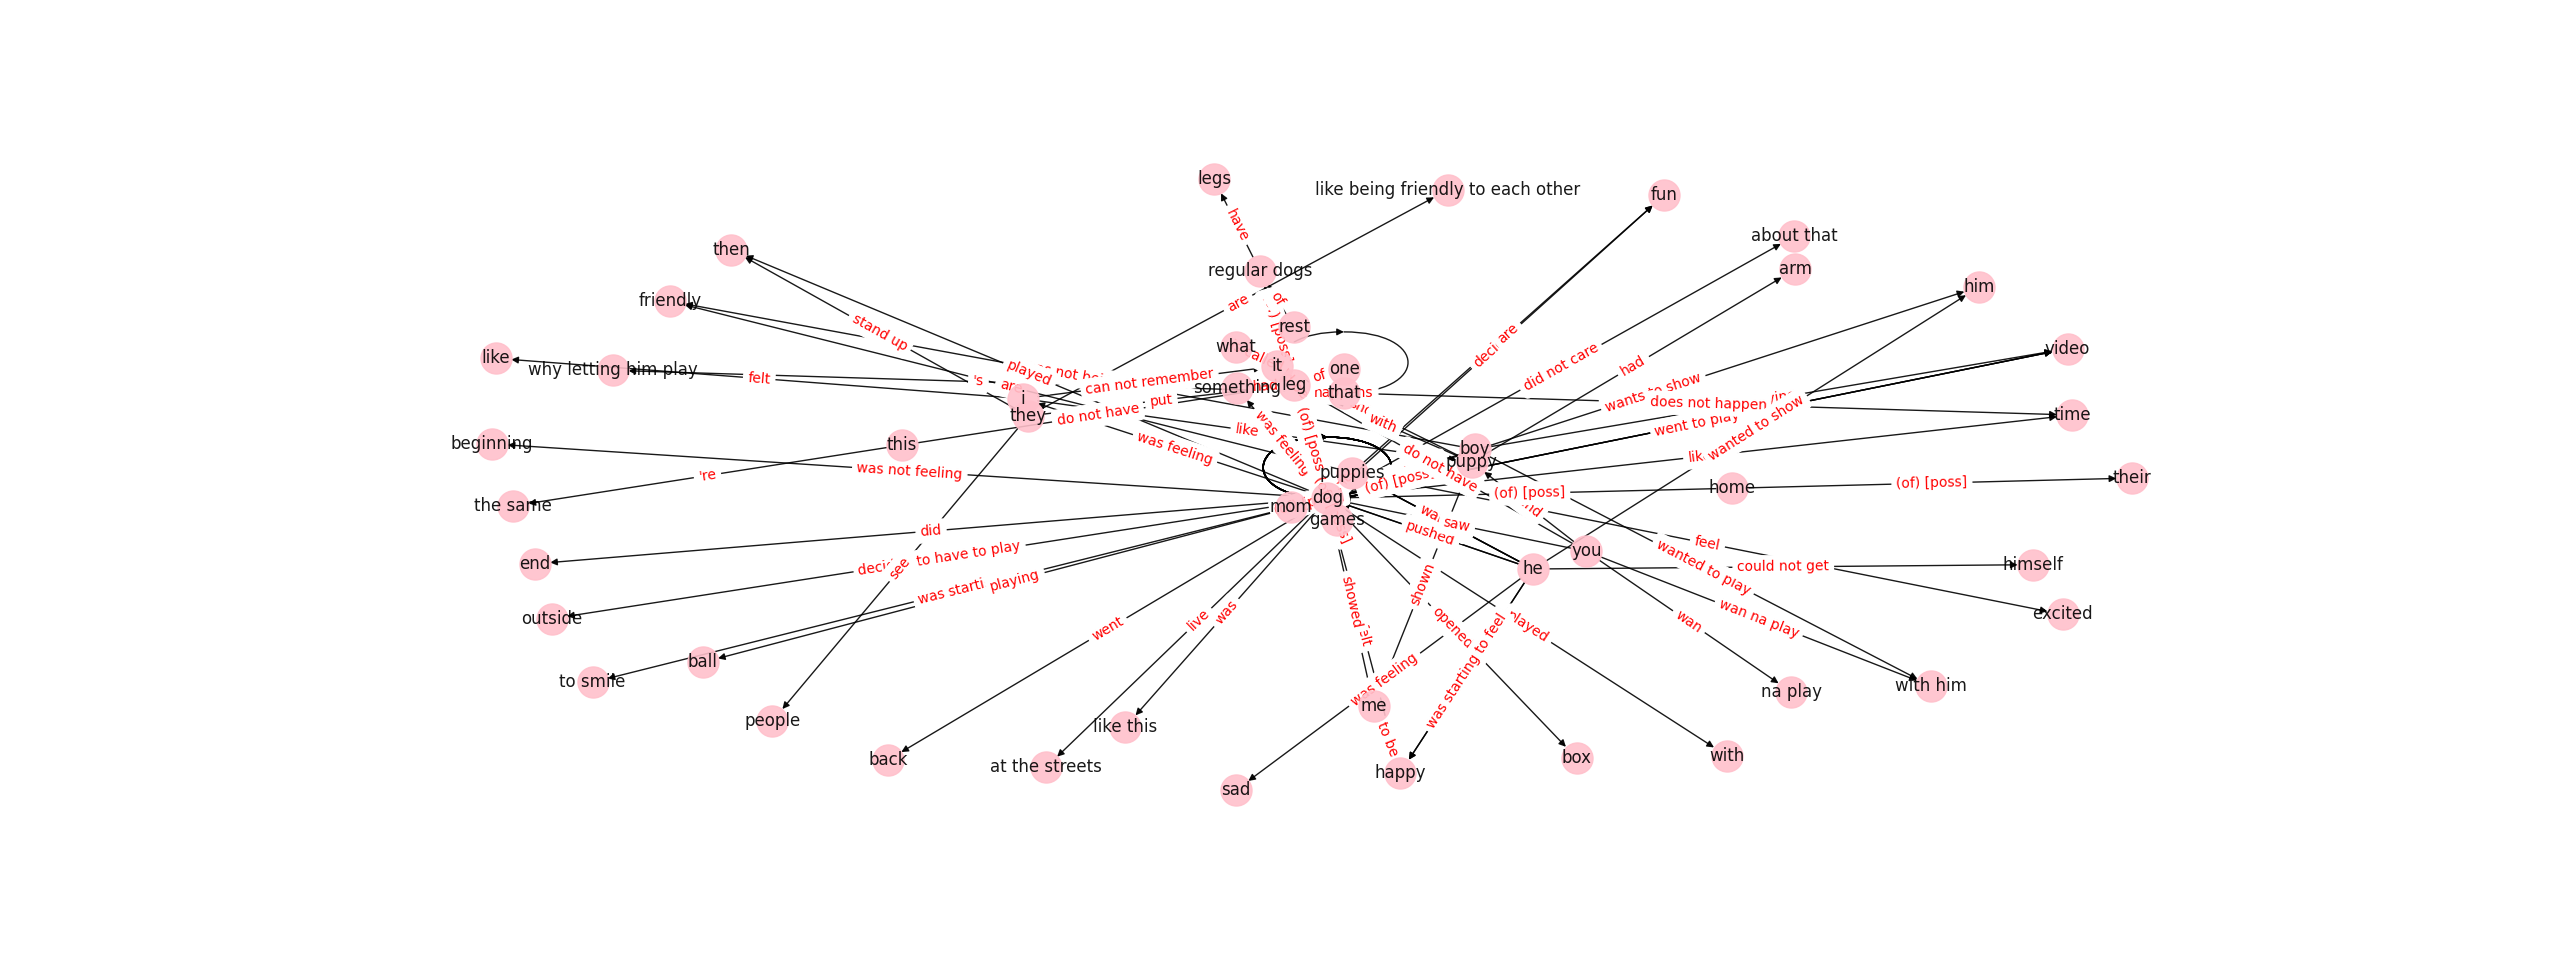 legs
like being friendly to each other
fun
have
then
about that
arm
friendly
regular dogs
him
are
of
rest
stand up
are
did not care
what
video
like
why letting him play
played
it
one
had
felt
's
can not remember
something
leg
that
of
wants to show
does not happen
time
i
they
do not have
put
this
like
with
went to play
wanted to show
beginning
was feeling
was feeling
(of) [poss]
do not have
boy
puppy
're
was not feeling
puppies
(of) [poss]
(of) [poss]
home
(of) [poss]
their
the same
mom
dog
games
saw
pushed
did
feel
you
end
to have to play
see
he
could not get
himself
wanted to play
outside
playing
showed
shown
wan na play
excited
live
was
opened
wan
went
was starting to feel
ball
to smile
was feeling
na play
with him
people
like this
me
to be
back
at the streets
sad
happy
box
with